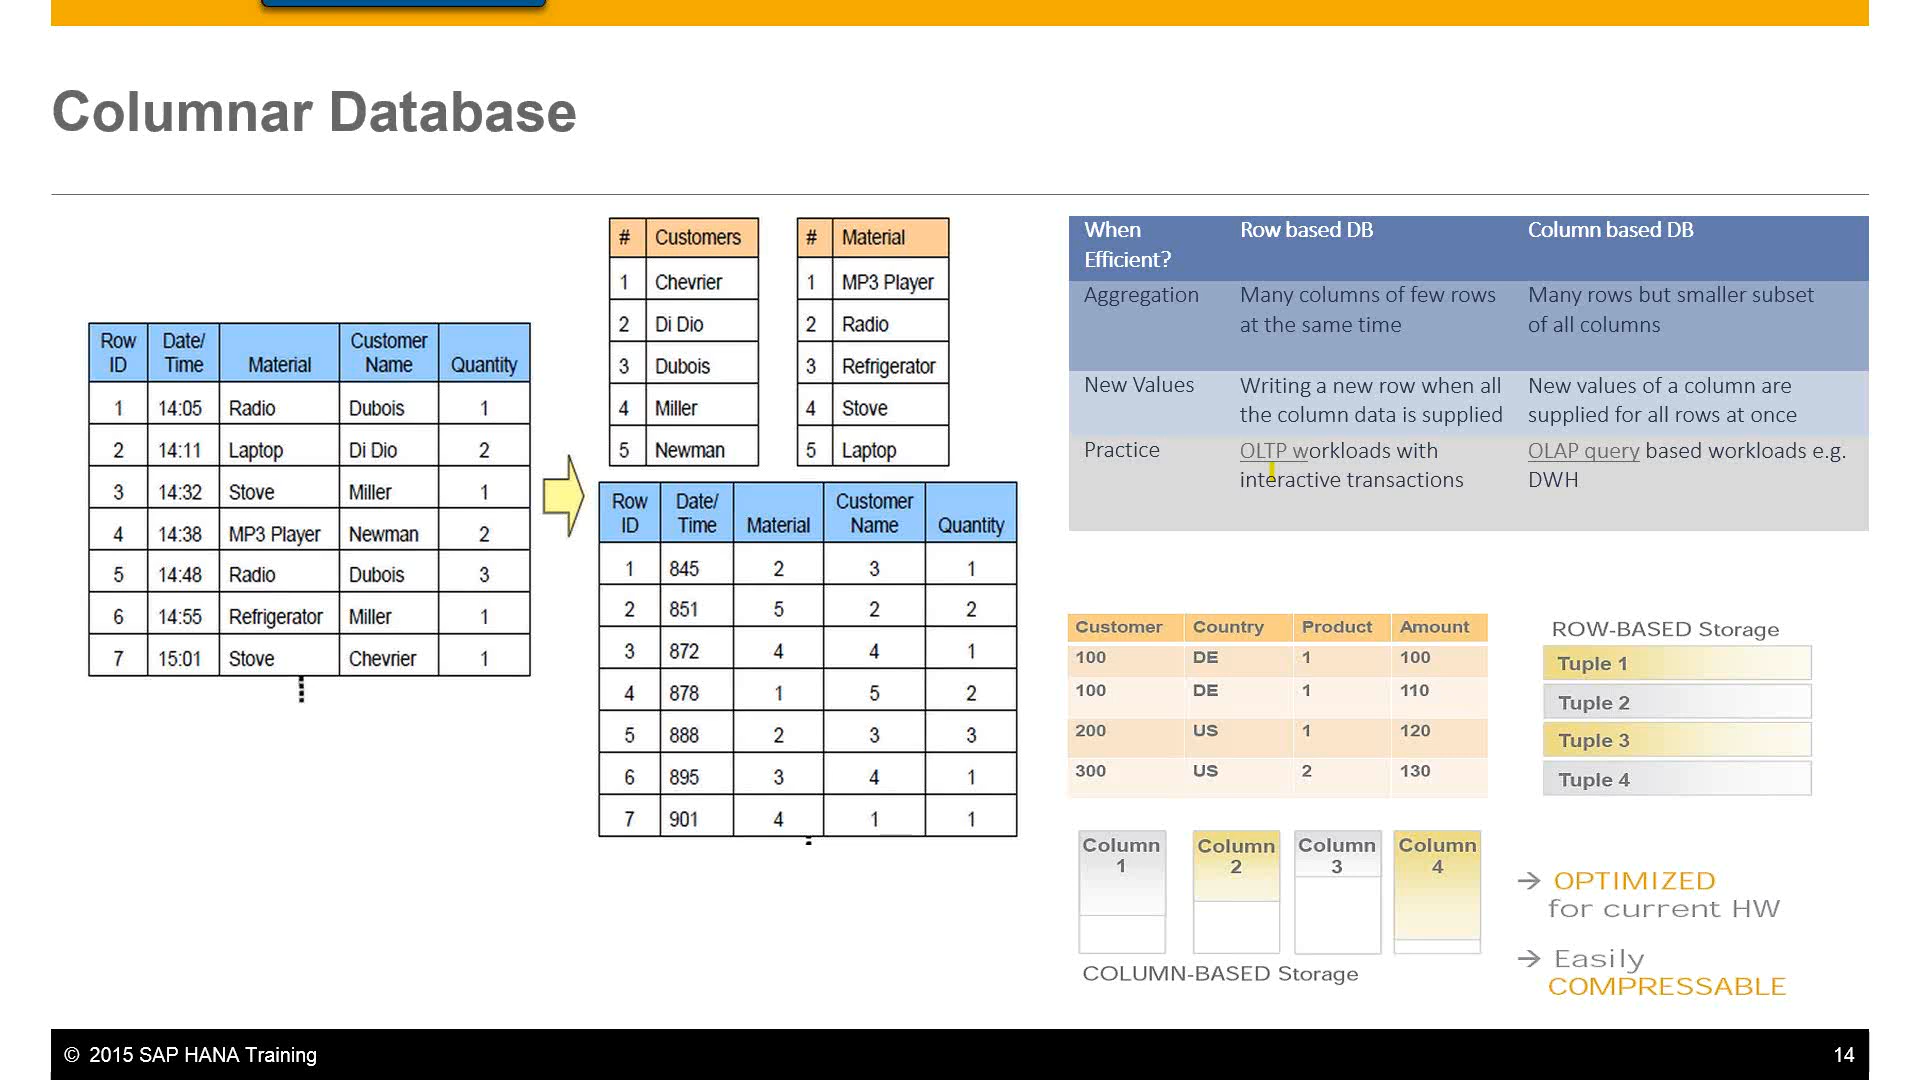 Columnar Database
Row ID | Date/ Time | Material | Customer Name | Quantity
1 | 14:05 | Radio | Dubois | 1
2 | 14:11 | Laptop | Di Dio | 2
3 | 14:32 | Stove | Miller | 1
4 | 14:38 | MP3 Player | Newman | 2
5 | 14:48 | Radio | Dubois | 3
6 | 14:55 | Refrigerator | Miller | 1
7 | 15:01 | Stove | Chevrier | 1
# | Customers
1 | Chevrier
2 | Di Dio
3 | Dubois
4 | Miller
5 | Newman
# | Material
1 | MP3 Player
2 | Radio
3 | Refrigerator
4 | Stove
5 | Laptop
Row ID | Date/ Time | Material | Customer Name | Quantity
1 | 845 | 2 | 3 | 1
2 | 851 | 5 | 2 | 2
3 | 872 | 4 | 4 | 1
4 | 878 | 1 | 5 | 2
5 | 888 | 2 | 3 | 3
6 | 895 | 3 | 4 | 1
7 | 901 | 4 | 1 | 1
When Efficient? | Row based DB | Column based DB
Aggregation | Many columns of few rows at the same time | Many rows but smaller subset of all columns
New Values | Writing a new row when all the column data is supplied | New values of a column are supplied for all rows at once
Practice | OLTP workloads with interactive transactions | OLAP query based workloads e.g. DWH
Customer | Country | Product | Amount
100 | DE | 1 | 100
100 | DE | 1 | 110
200 | US | 1 | 120
300 | US | 2 | 130
ROW-BASED Storage
Tuple 1
Tuple 2
Tuple 3
Tuple 4
Column 1
Column 2
Column 3
Column 4
COLUMN-BASED Storage
→ OPTIMIZED
for current HW
→ Easily
COMPRESSABLE
© 2015 SAP HANA Training
14